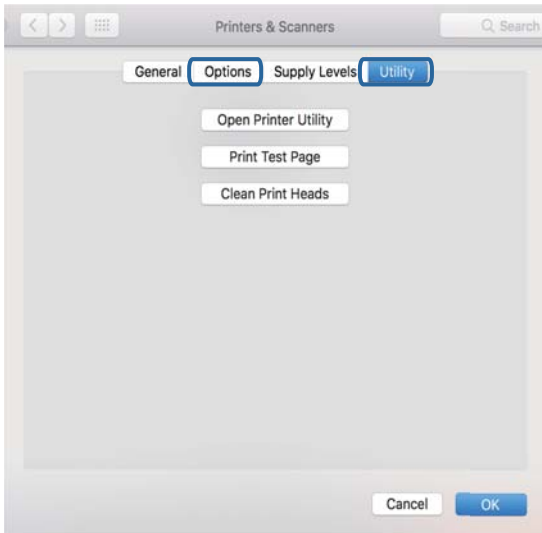 Printers & Scanners Search
General Options Supply Levels Utility
Open Printer Utility
Print Test Page
Clean Print Heads
Cancel OK